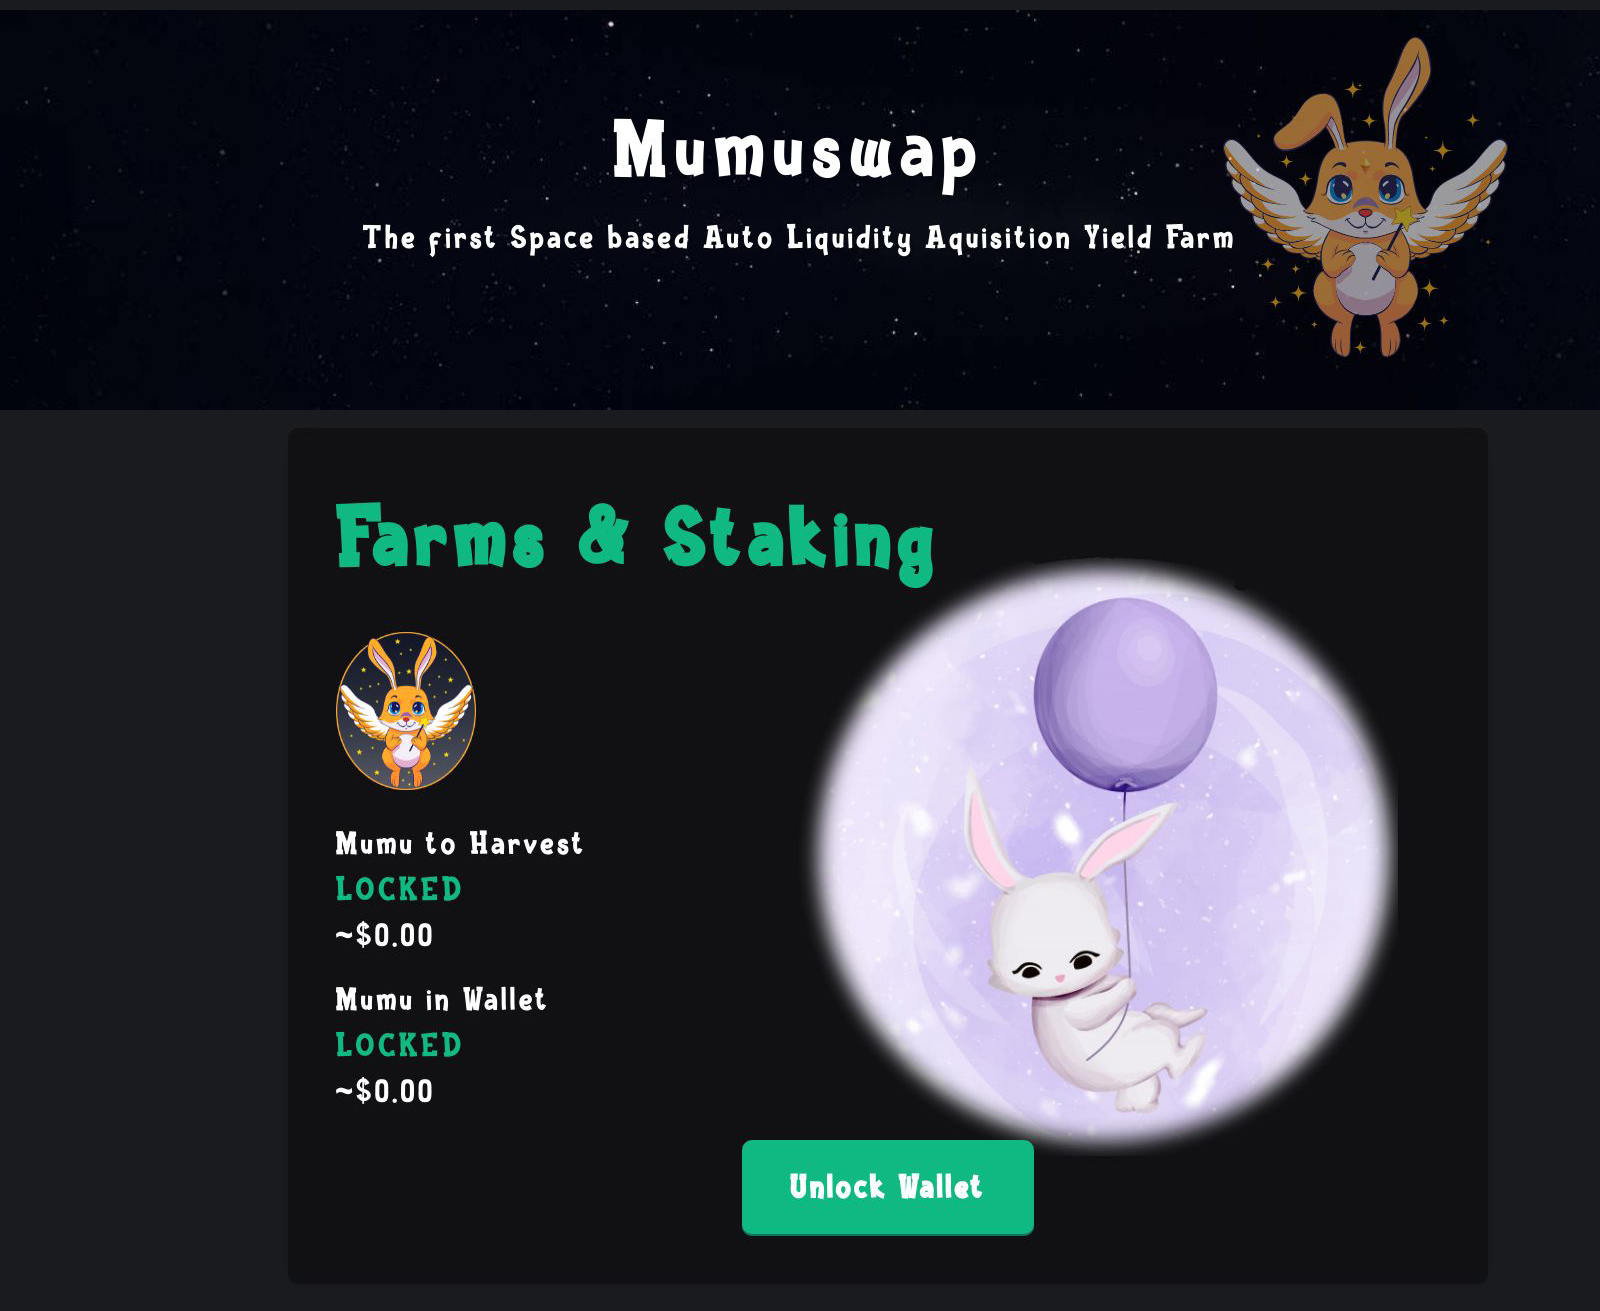 Mumuswap
The first Space based Auto Liquidity Aquisition Yield Farm
Farms & Staking
Mumu to Harvest
LOCKED
~$0.00
Mumu in Wallet
LOCKED
~$0.00
Unlock Wallet